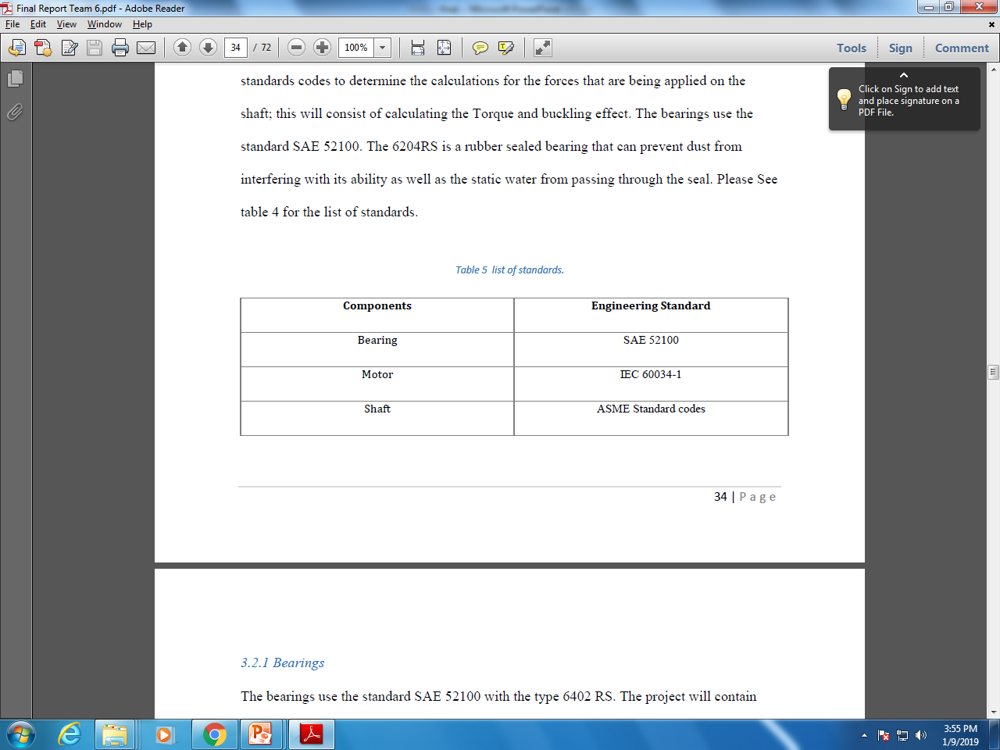 Final Report Team 6.pdf - Adobe Reader
File Edit View Window Help
34 / 72 100% Tools Sign Comment
Click on Sign to add text
and place signature on a
PDF File.
standards codes to determine the calculations for the forces that are being applied on the
shaft; this will consist of calculating the Torque and buckling effect. The bearings use the
standard SAE 52100. The 6204RS is a rubber sealed bearing that can prevent dust from
interfering with its ability as well as the static water from passing through the seal. Please See
table 4 for the list of standards.
Table 5 list of standards.
Components Engineering Standard
Bearing SAE 52100
Motor IEC 60034-1
Shaft ASME Standard codes
34 | Page
3.2.1 Bearings
The bearings use the standard SAE 52100 with the type 6402 RS. The project will contain
3:55 PM
1/9/2019